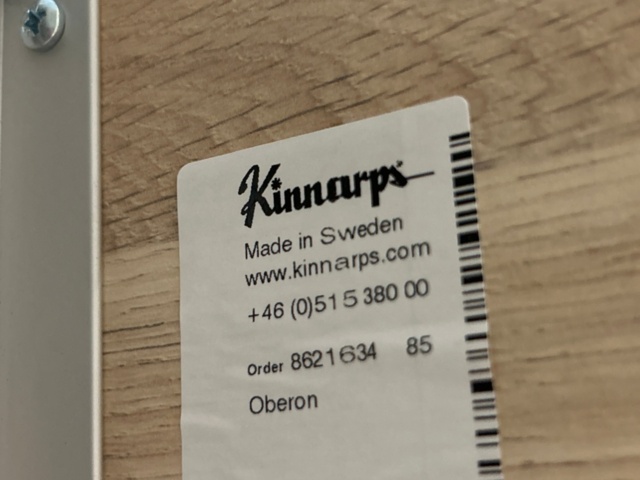 Kinnarps
Made in Sweden
www.kinnarps.com
+46 (0)515 380 00
Order 8621634 85
Oberon